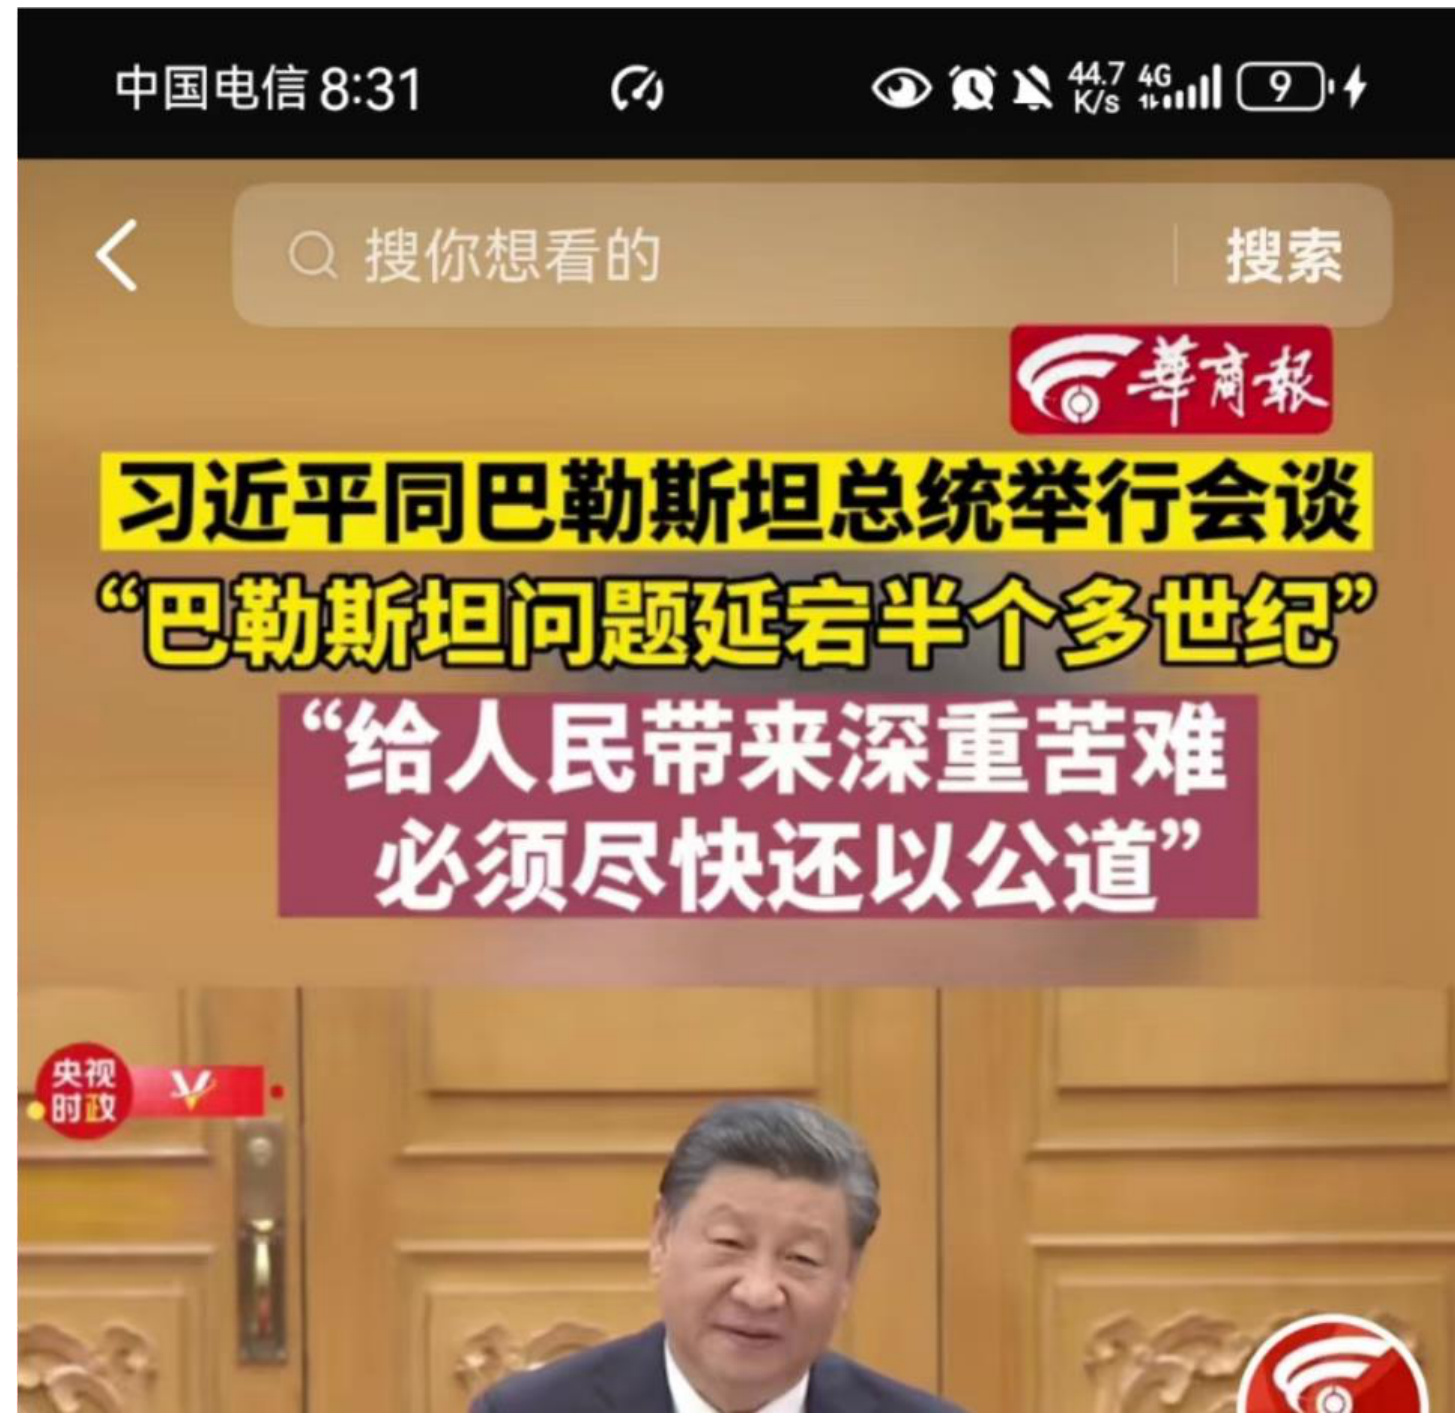 中国电信 8:31 44.7 K/s 4G 9
搜你想看的 搜索
華商報
习近平同巴勒斯坦总统举行会谈
“巴勒斯坦问题延宕半个多世纪”
“给人民带来深重苦难
必须尽快还以公道”
央视
时政